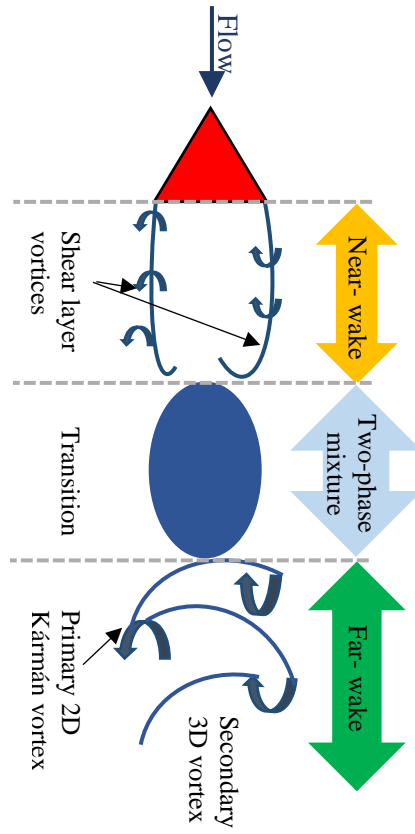 Flow
Near- wake
Shear layer
vortices
Two-phase
mixture
Transition
Far- wake
Primary 2D
Kármán vortex
Secondary
3D vortex